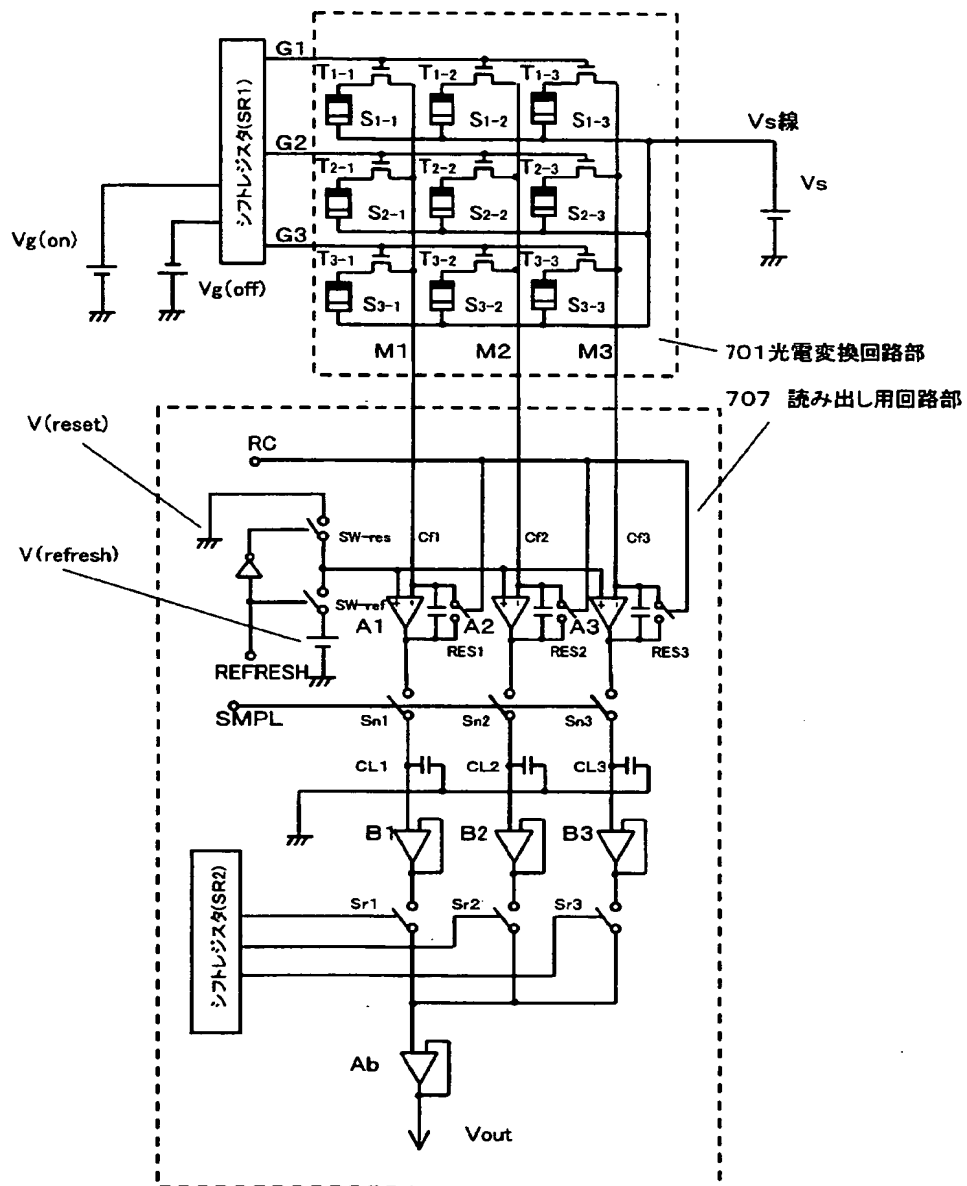 G1
T1-1 T1-2 T1-3
S1-1 S1-2 S1-3
Vs線
シフトレジスタ(SR1)
G2
T2-1 T2-2 T2-3
Vs
S2-1 S2-2 S2-3
Vg(on)
G3
T3-1 T3-2 T3-3
Vg(off)
S3-1 S3-2 S3-3
M1 M2 M3
701光電変換回路部
707 読み出し用回路部
V(reset)
RC
SW-res Cf1 Cf2 Cf3
V(refresh)
SW-ref
A1 A2 A3
RES1 RES2 RES3
REFRESH
SMPL
Sn1 Sn2 Sn3
CL1 CL2 CL3
B1 B2 B3
シフトレジスタ(SR2)
Sr1 Sr2 Sr3
Ab
Vout